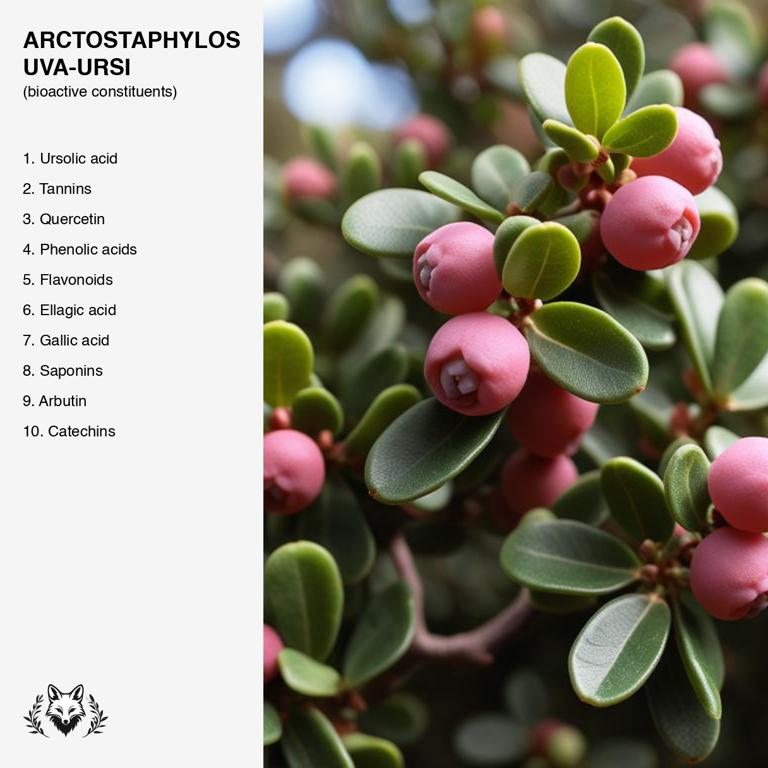 ARCTOSTAPHYLOS
UVA-URSI
(bioactive constituents)
1. Ursolic acid
2. Tannins
3. Quercetin
4. Phenolic acids
5. Flavonoids
6. Ellagic acid
7. Gallic acid
8. Saponins
9. Arbutin
10. Catechins